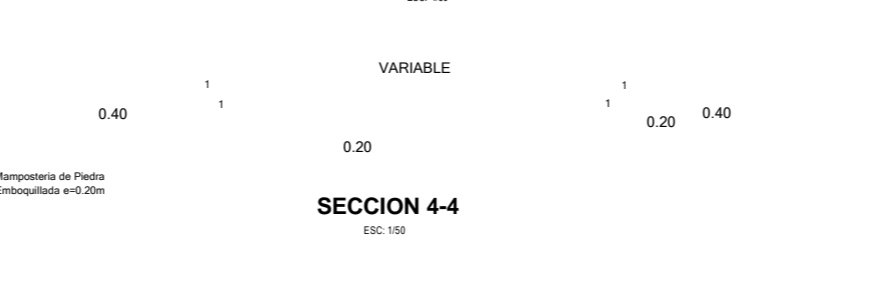 VARIABLE
1
1
1
1
0.40
0.20
0.40
0.20
Mamposteria de Piedra
Emboquillada e=0.20m
SECCION 4-4
ESC: 1/50